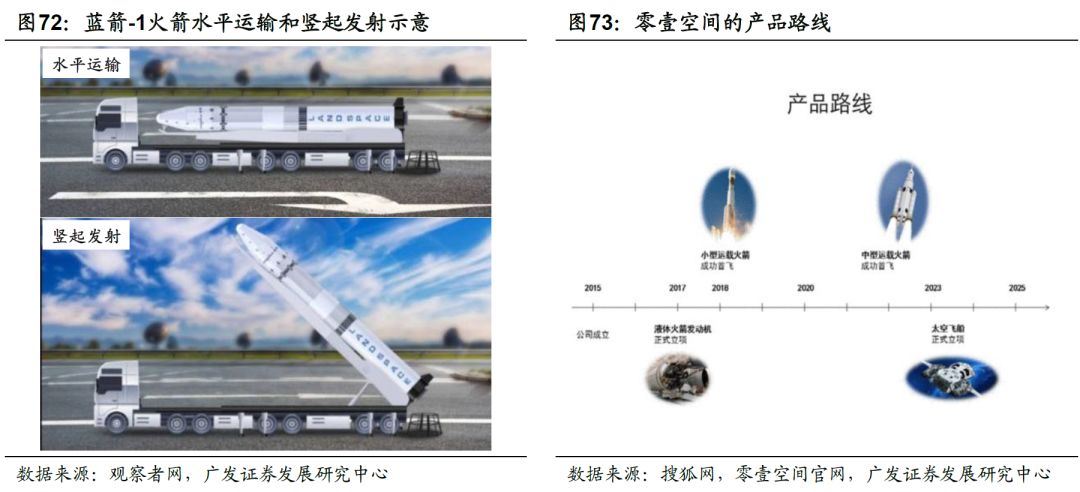 图72：蓝箭-1火箭水平运输和竖起发射示意
水平运输
LANDSPACE
竖起发射
LANDSPACE
数据来源：观察者网，广发证券发展研究中心
图73：零壹空间的产品路线
产品路线
小型运载火箭
成功首飞
中型运载火箭
成功首飞
2015 2017 2018 2020 2023 2025
公司成立
液体火箭发动机
正式立项
太空飞船
正式立项
数据来源：搜狐网，零壹空间官网，广发证券发展研究中心